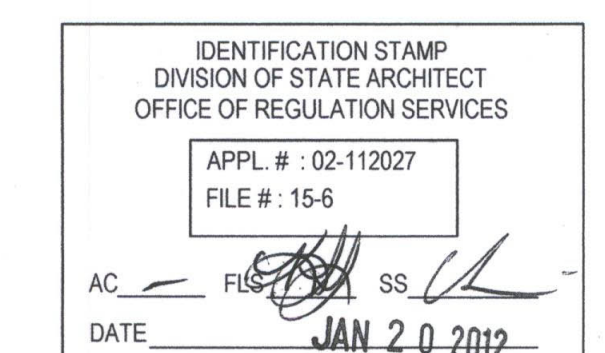 IDENTIFICATION STAMP
DIVISION OF STATE ARCHITECT
OFFICE OF REGULATION SERVICES
APPL. # : 02-112027
FILE # : 15-6
AC FLS SS
DATE JAN 20 2012